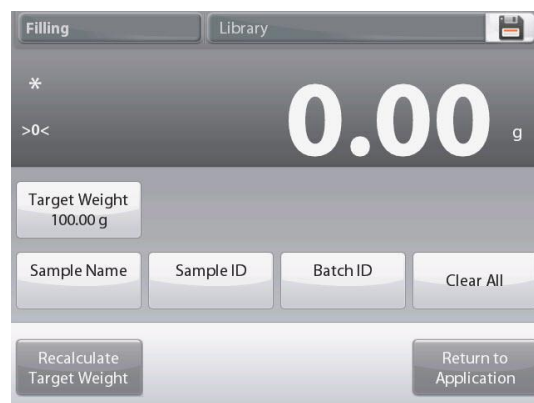 Filling
Library
*
>0<
0.00 g
Target Weight
100.00 g
Sample Name
Sample ID
Batch ID
Clear All
Recalculate
Target Weight
Return to
Application